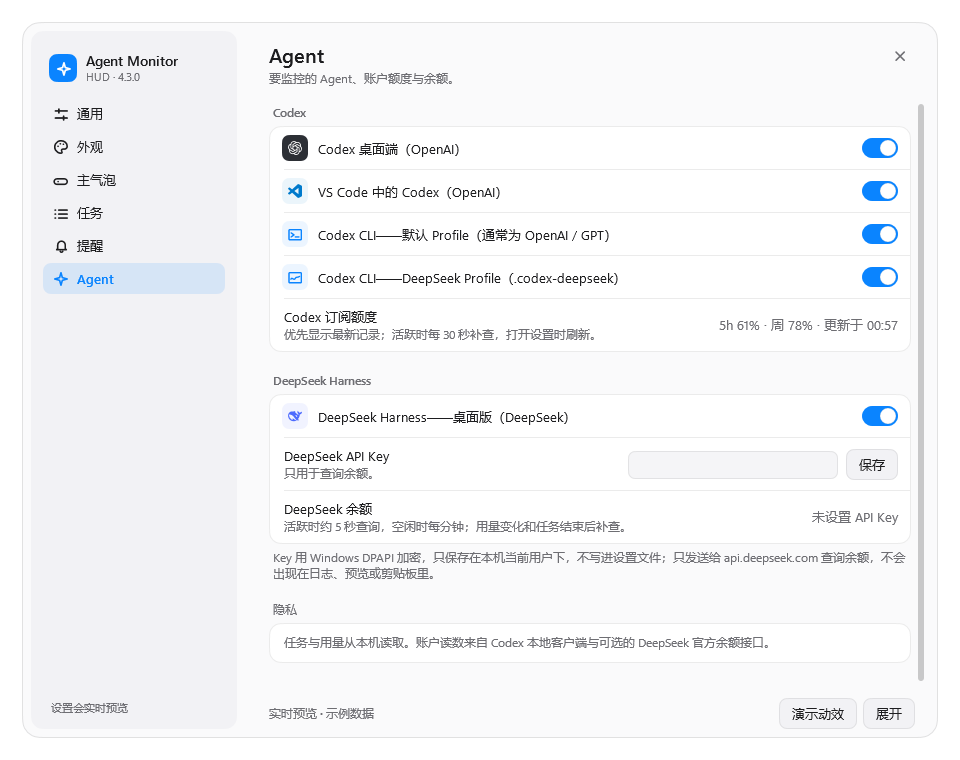 Agent Monitor
HUD · 4.3.0
通用
外观
主气泡
任务
提醒
Agent
设置会实时预览
Agent
要监控的 Agent、账户额度与余额。
Codex
Codex 桌面端（OpenAI）
VS Code 中的 Codex（OpenAI）
Codex CLI——默认 Profile（通常为 OpenAI / GPT）
Codex CLI——DeepSeek Profile（.codex-deepseek）
Codex 订阅额度
优先显示最新记录；活跃时每 30 秒补查，打开设置时刷新。
5h 61% · 周 78% · 更新于 00:57
DeepSeek Harness
DeepSeek Harness——桌面版（DeepSeek）
DeepSeek API Key
只用于查询余额。
保存
DeepSeek 余额
活跃时约 5 秒查询，空闲时每分钟；用量变化和任务结束后补查。
未设置 API Key
Key 用 Windows DPAPI 加密，只保存在本机当前用户下，不写进设置文件；只发送给 api.deepseek.com 查询余额，不会
出现在日志、预览或剪贴板里。
隐私
任务与用量从本机读取。账户读数来自 Codex 本地客户端与可选的 DeepSeek 官方余额接口。
实时预览 · 示例数据
演示动效
展开